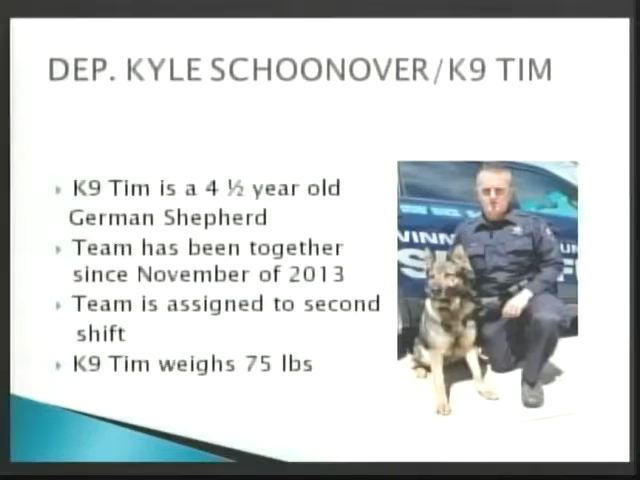 DEP. KYLE SCHOONOVER/K9 TIM
K9 Tim is a 4 ½ year old
German Shepherd
Team has been together
since November of 2013
Team is assigned to second
shift
K9 Tim weighs 75 lbs